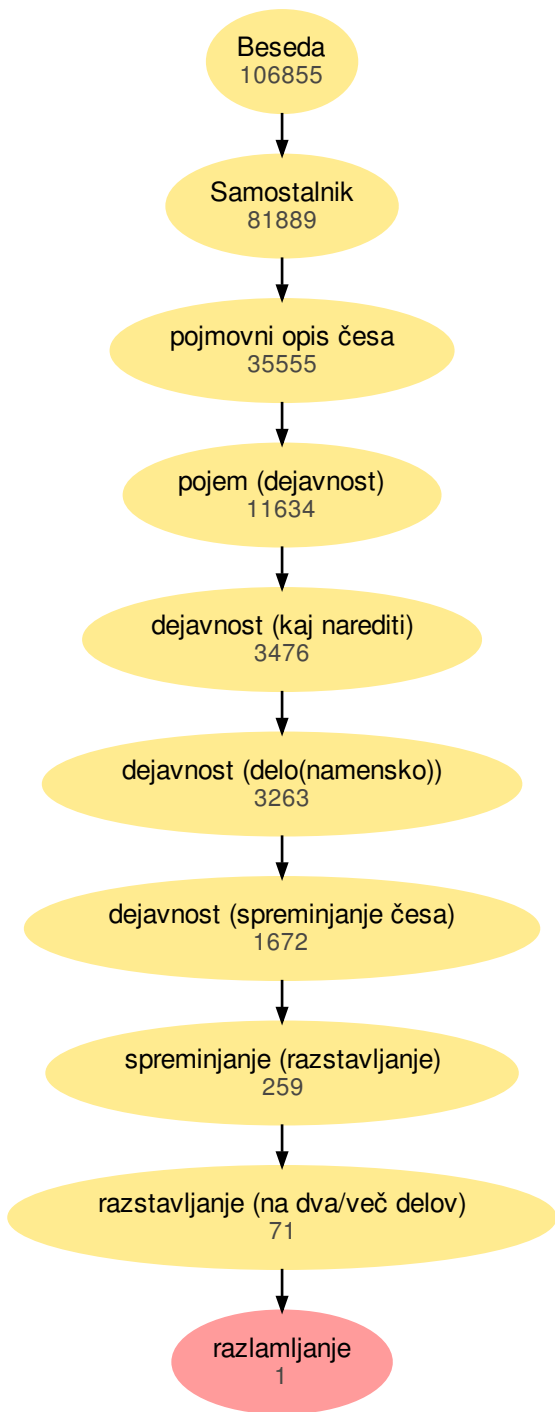 Beseda
106855
Samostalnik
81889
pojmovni opis česa
35555
pojem (dejavnost)
11634
dejavnost (kaj narediti)
3476
dejavnost (delo(namensko))
3263
dejavnost (spreminjanje česa)
1672
spreminjanje (razstavljanje)
259
razstavljanje (na dva/več delov)
71
razlamljanje
1